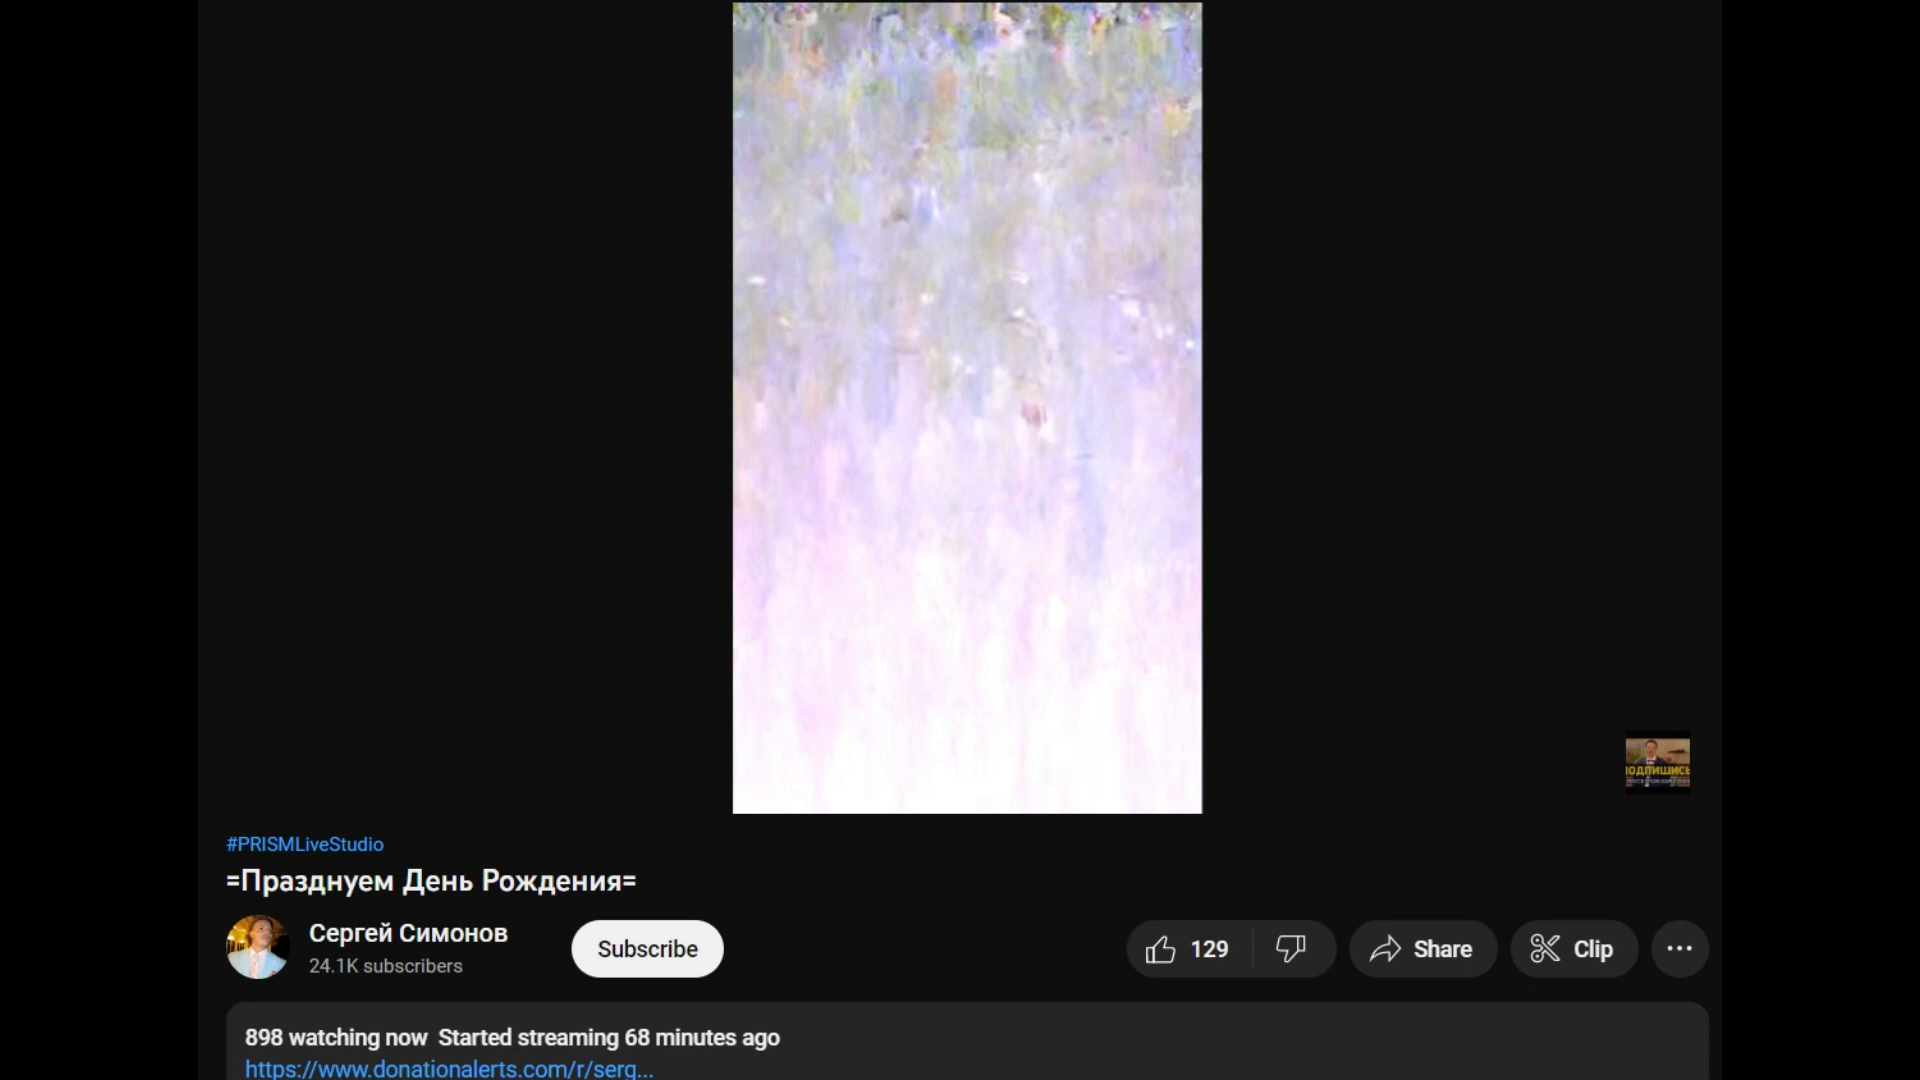 ПОДПИШИСЬ
#PRISMLiveStudio
=Празднуем День Рождения=
Сергей Симонов
24.1K subscribers
Subscribe
129
Share
Clip
898 watching now Started streaming 68 minutes ago
https://www.donationalerts.com/r/serg...